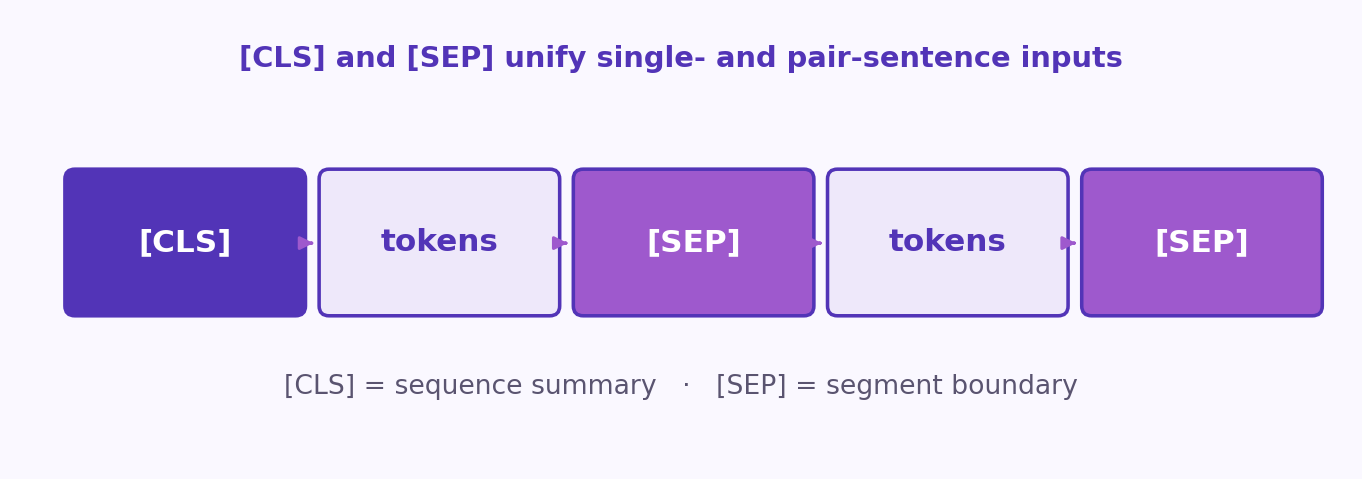 [CLS] and [SEP] unify single- and pair-sentence inputs
[CLS] tokens [SEP] tokens [SEP]
[CLS] = sequence summary · [SEP] = segment boundary